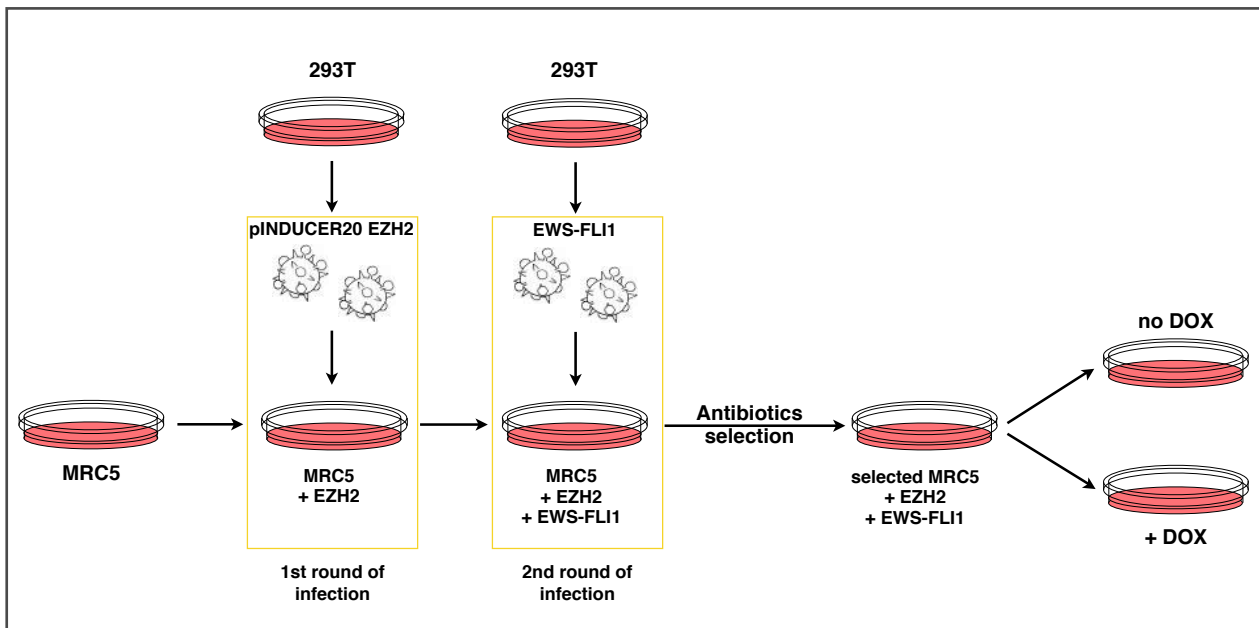 293T
293T
pINDUCER20 EZH2
EWS-FLI1
no DOX
MRC5
MRC5
+ EZH2
MRC5
+ EZH2
+ EWS-FLI1
Antibiotics
selection
selected MRC5
+ EZH2
+ EWS-FLI1
+ DOX
1st round of
infection
2nd round of
infection